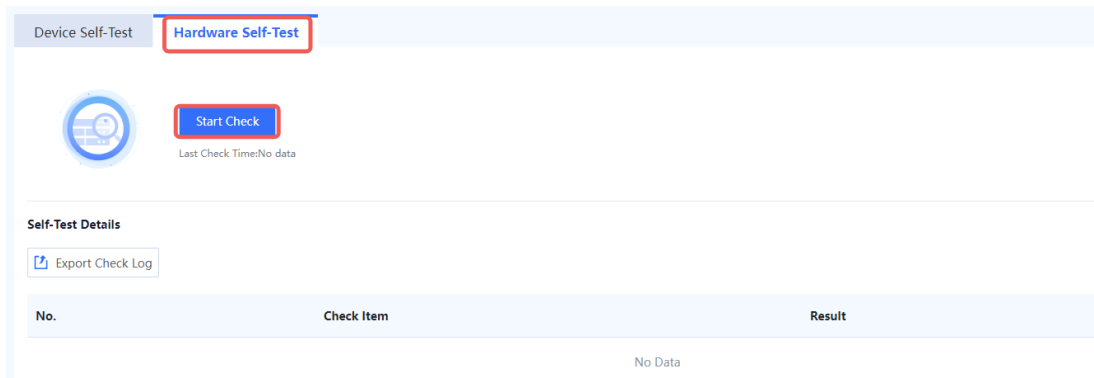 Device Self-Test
Hardware Self-Test
Start Check
Last Check Time:No data
Self-Test Details
Export Check Log
No. Check Item Result
No Data